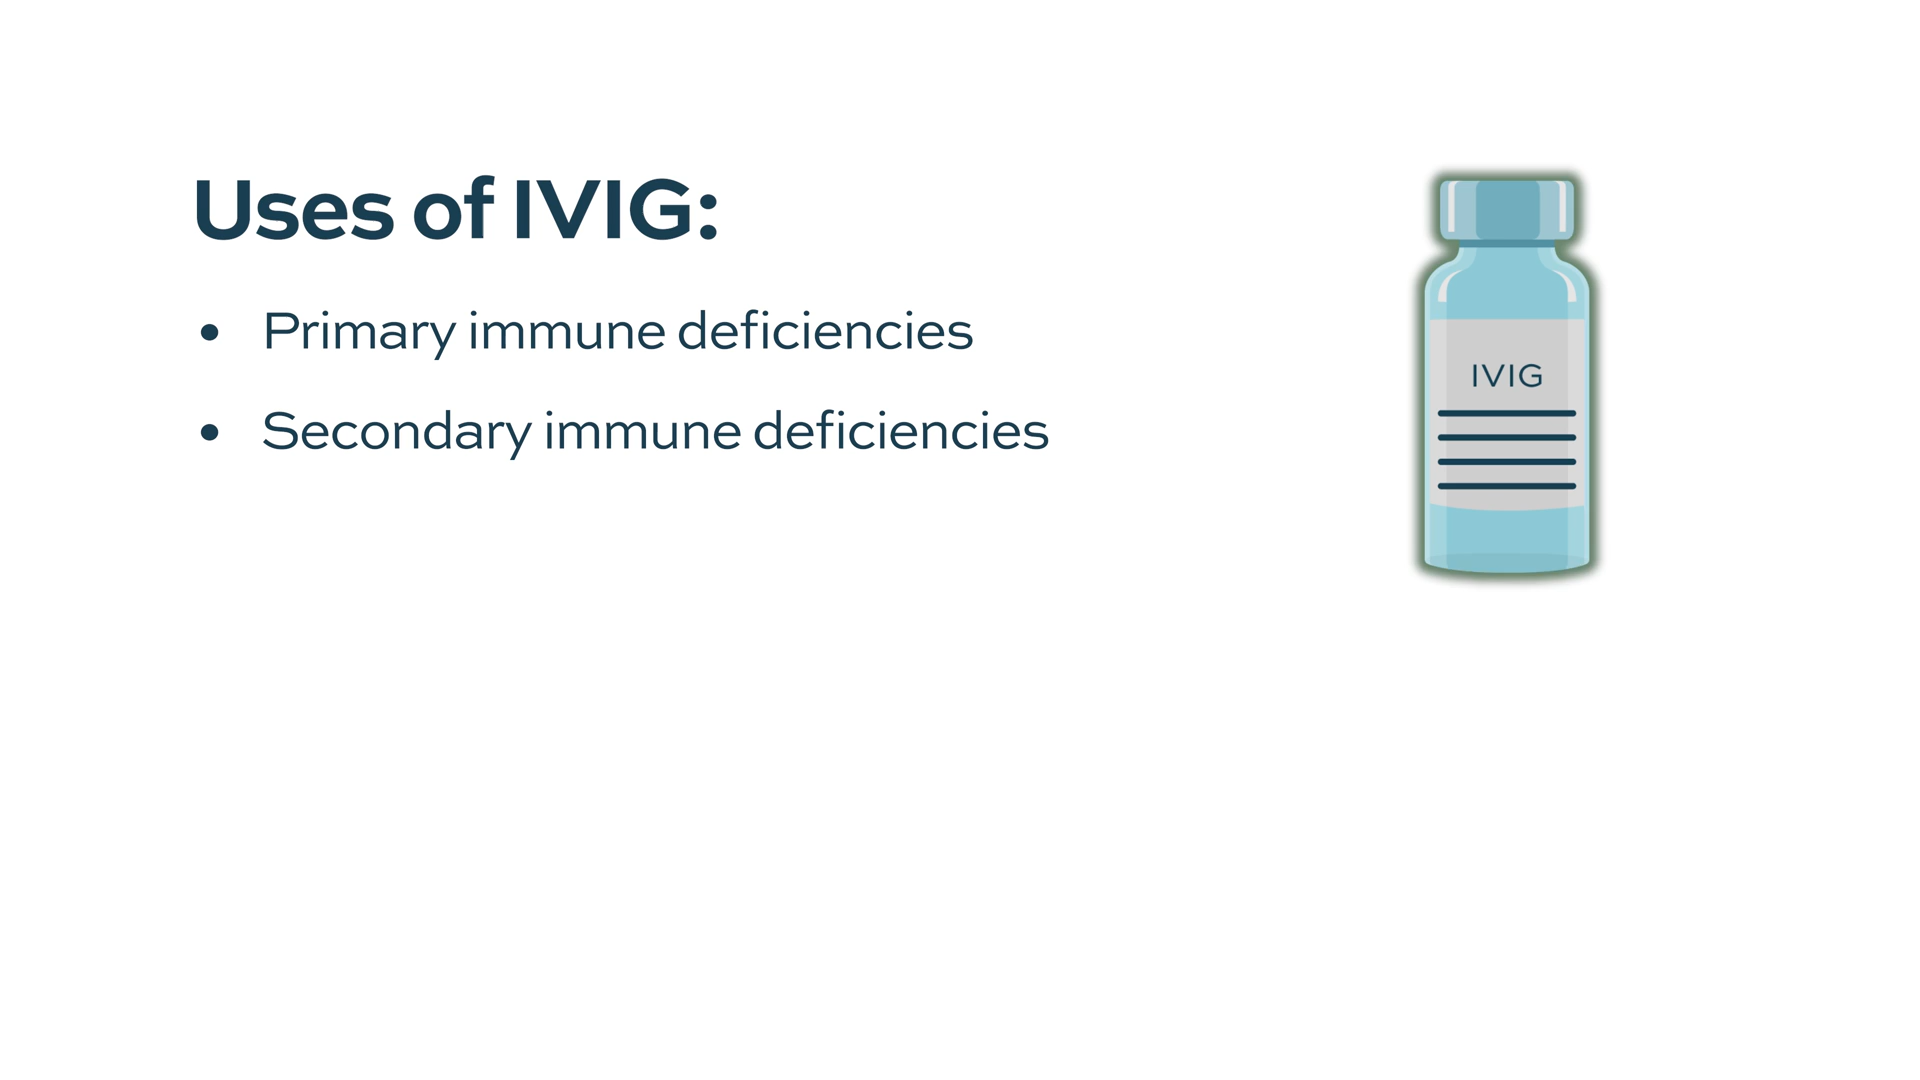 Uses of IVIG:
• Primary immune deficiencies
• Secondary immune deficiencies
IVIG